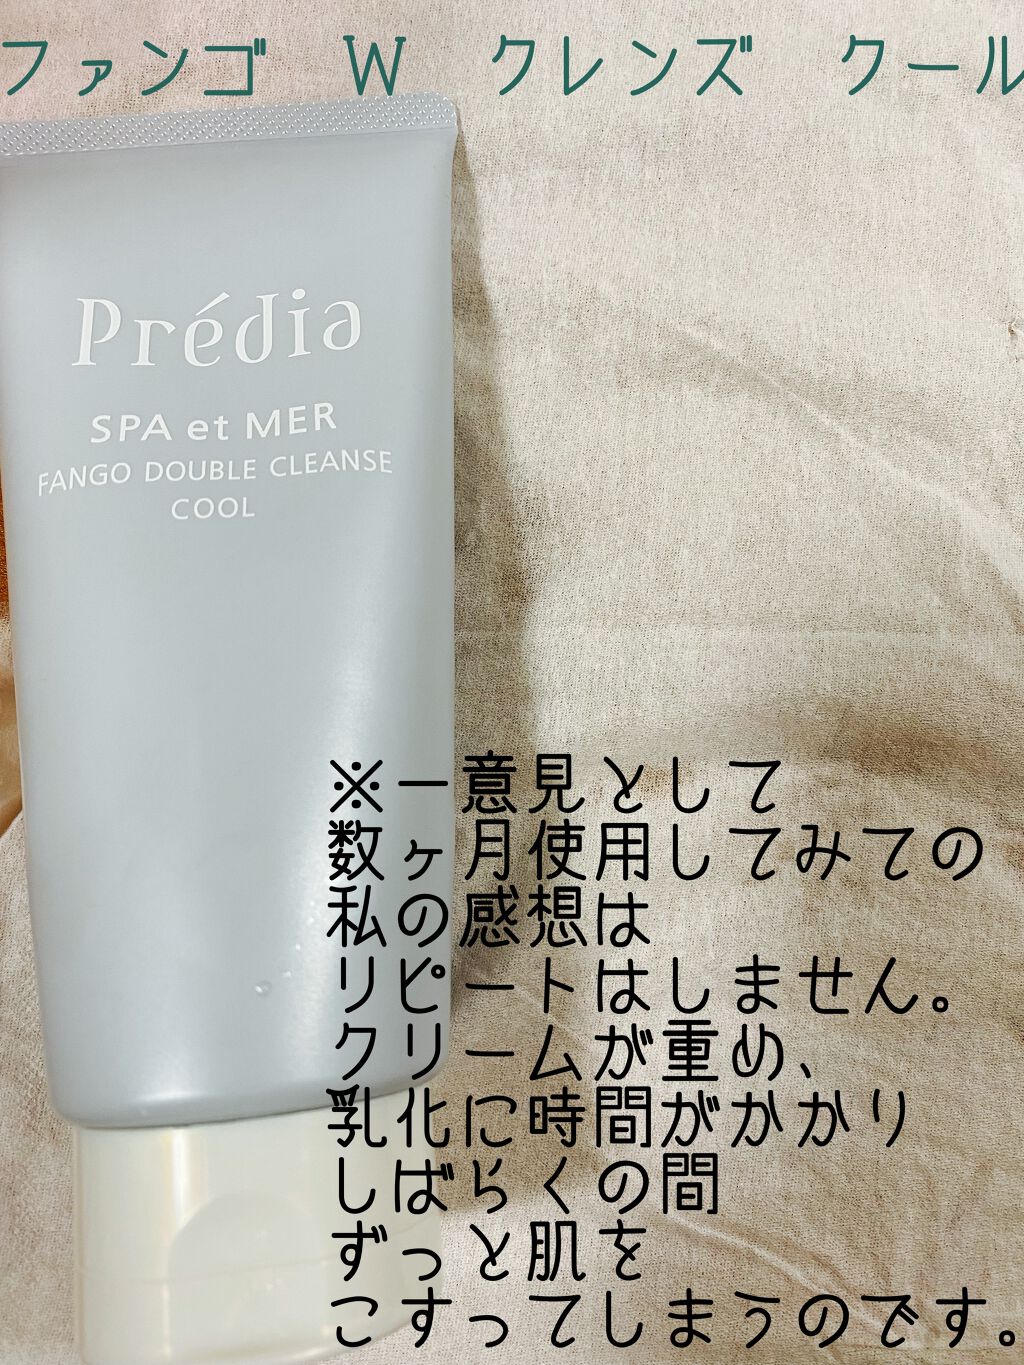 ファンゴ W クレンズ クール
Prédia
SPA et MER
FANGO DOUBLE CLEANSE
COOL
※一意見として
数ヶ月使用してみての
私の感想は
リピートはしません。
クリームが重め、
乳化に時間がかかり
しばらくの間
ずっと肌を
こすってしまうのです。